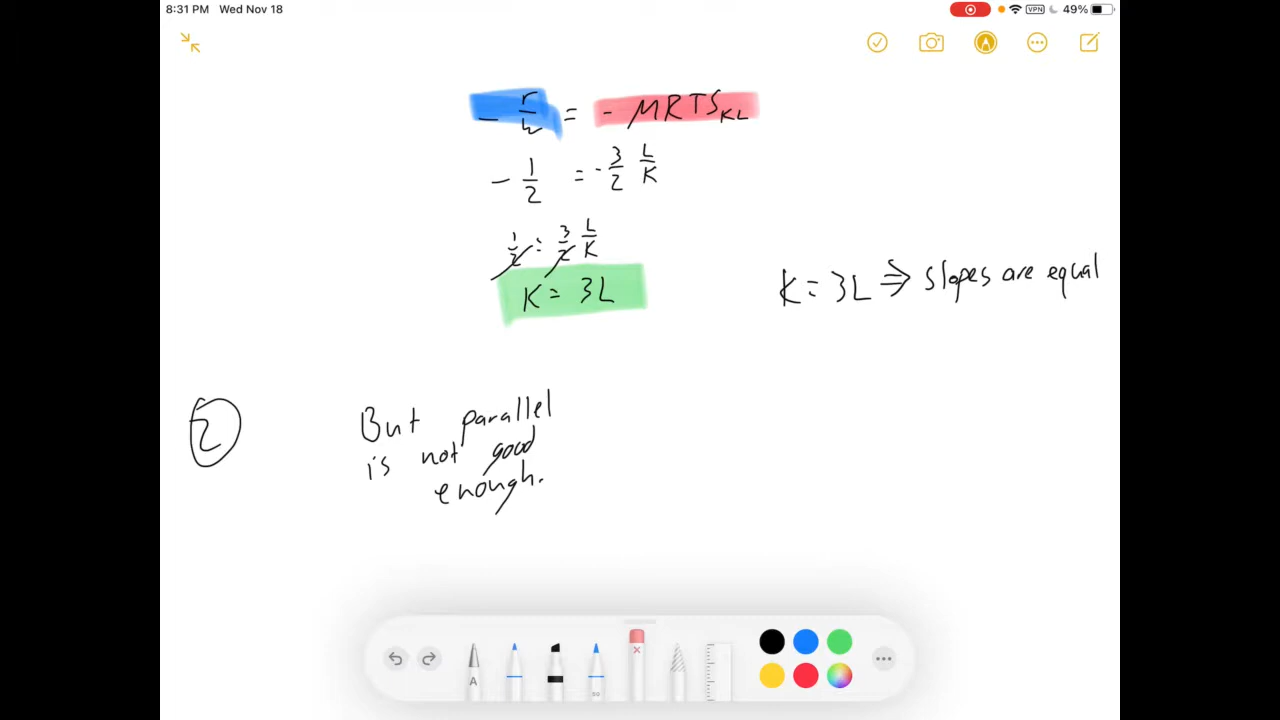 8:31 PM Wed Nov 18
VPN 49%
- r/w = - MRTS_KL
- 1/2 = - 3/2 L/K
1/2 = 3/2 L/K
K = 3L
K = 3L ⇒ slopes are equal
2
But parallel
is not good
enough.
A
∞